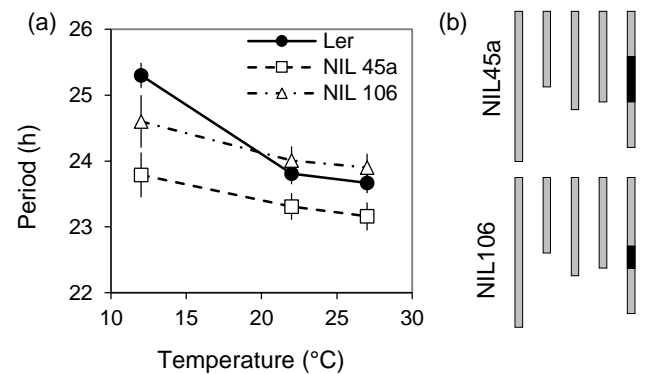 (a)
Ler
NIL 45a
NIL 106
26
25
24
23
22
Period (h)
10
15
20
25
30
Temperature (°C)
(b)
NIL45a
NIL106